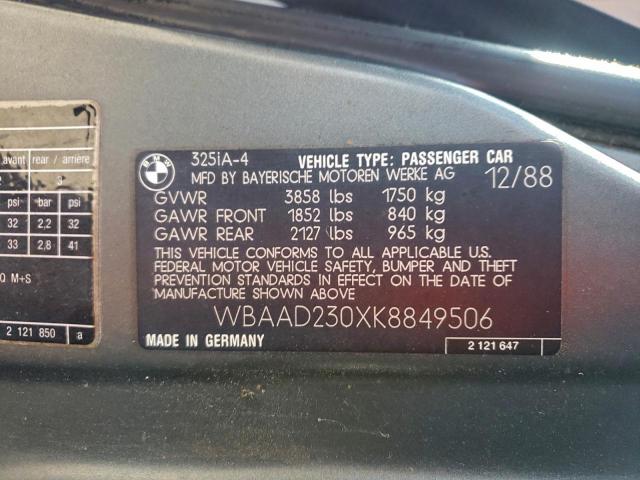 avant rear / arriere
3
psi bar psi
32 2,2 32
33 2,8 41
Q M+S
2 121 850 a
BMW
325iA-4 VEHICLE TYPE: PASSENGER CAR
MFD BY BAYERISCHE MOTOREN WERKE AG 12/88
GVWR 3858 lbs 1750 kg
GAWR FRONT 1852 lbs 840 kg
GAWR REAR 2127 lbs 965 kg
THIS VEHICLE CONFORMS TO ALL APPLICABLE U.S.
FEDERAL MOTOR VEHICLE SAFETY, BUMPER AND THEFT
PREVENTION STANDARDS IN EFFECT ON THE DATE OF
MANUFACTURE SHOWN ABOVE
WBAAD230XK8849506
MADE IN GERMANY 2 121 647